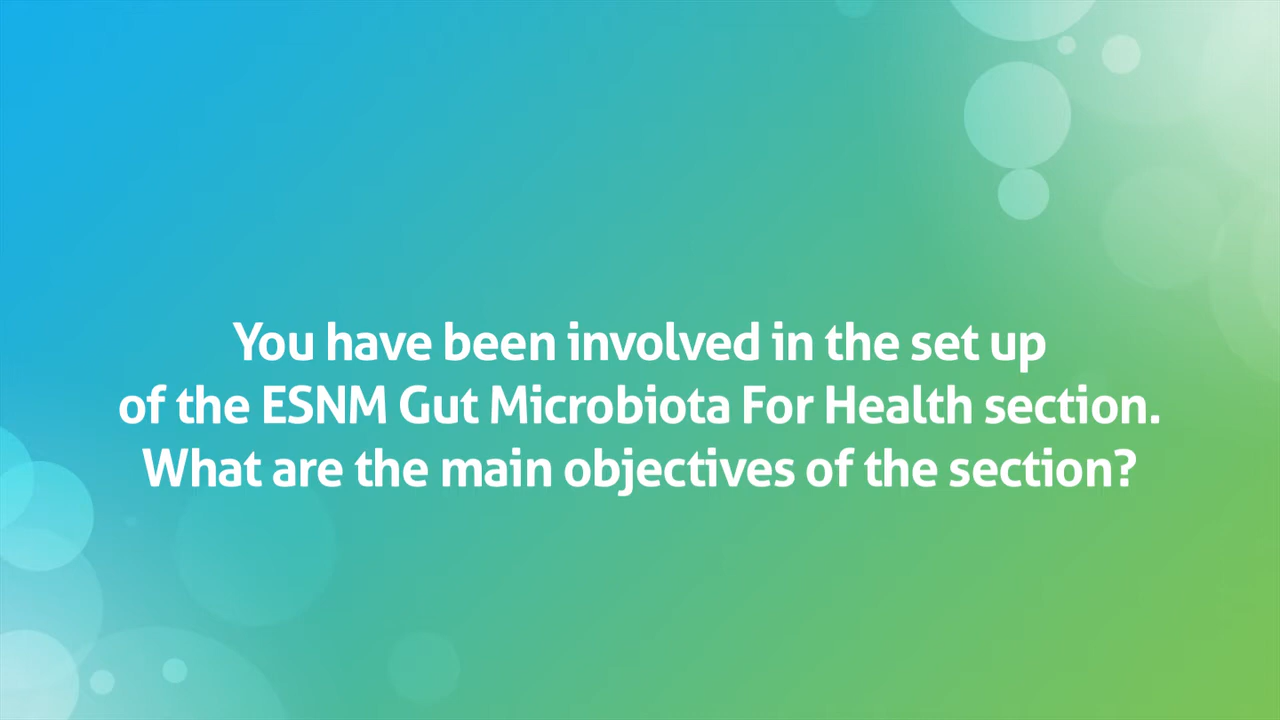 You have been involved in the set up
of the ESNM Gut Microbiota For Health section.
What are the main objectives of the section?